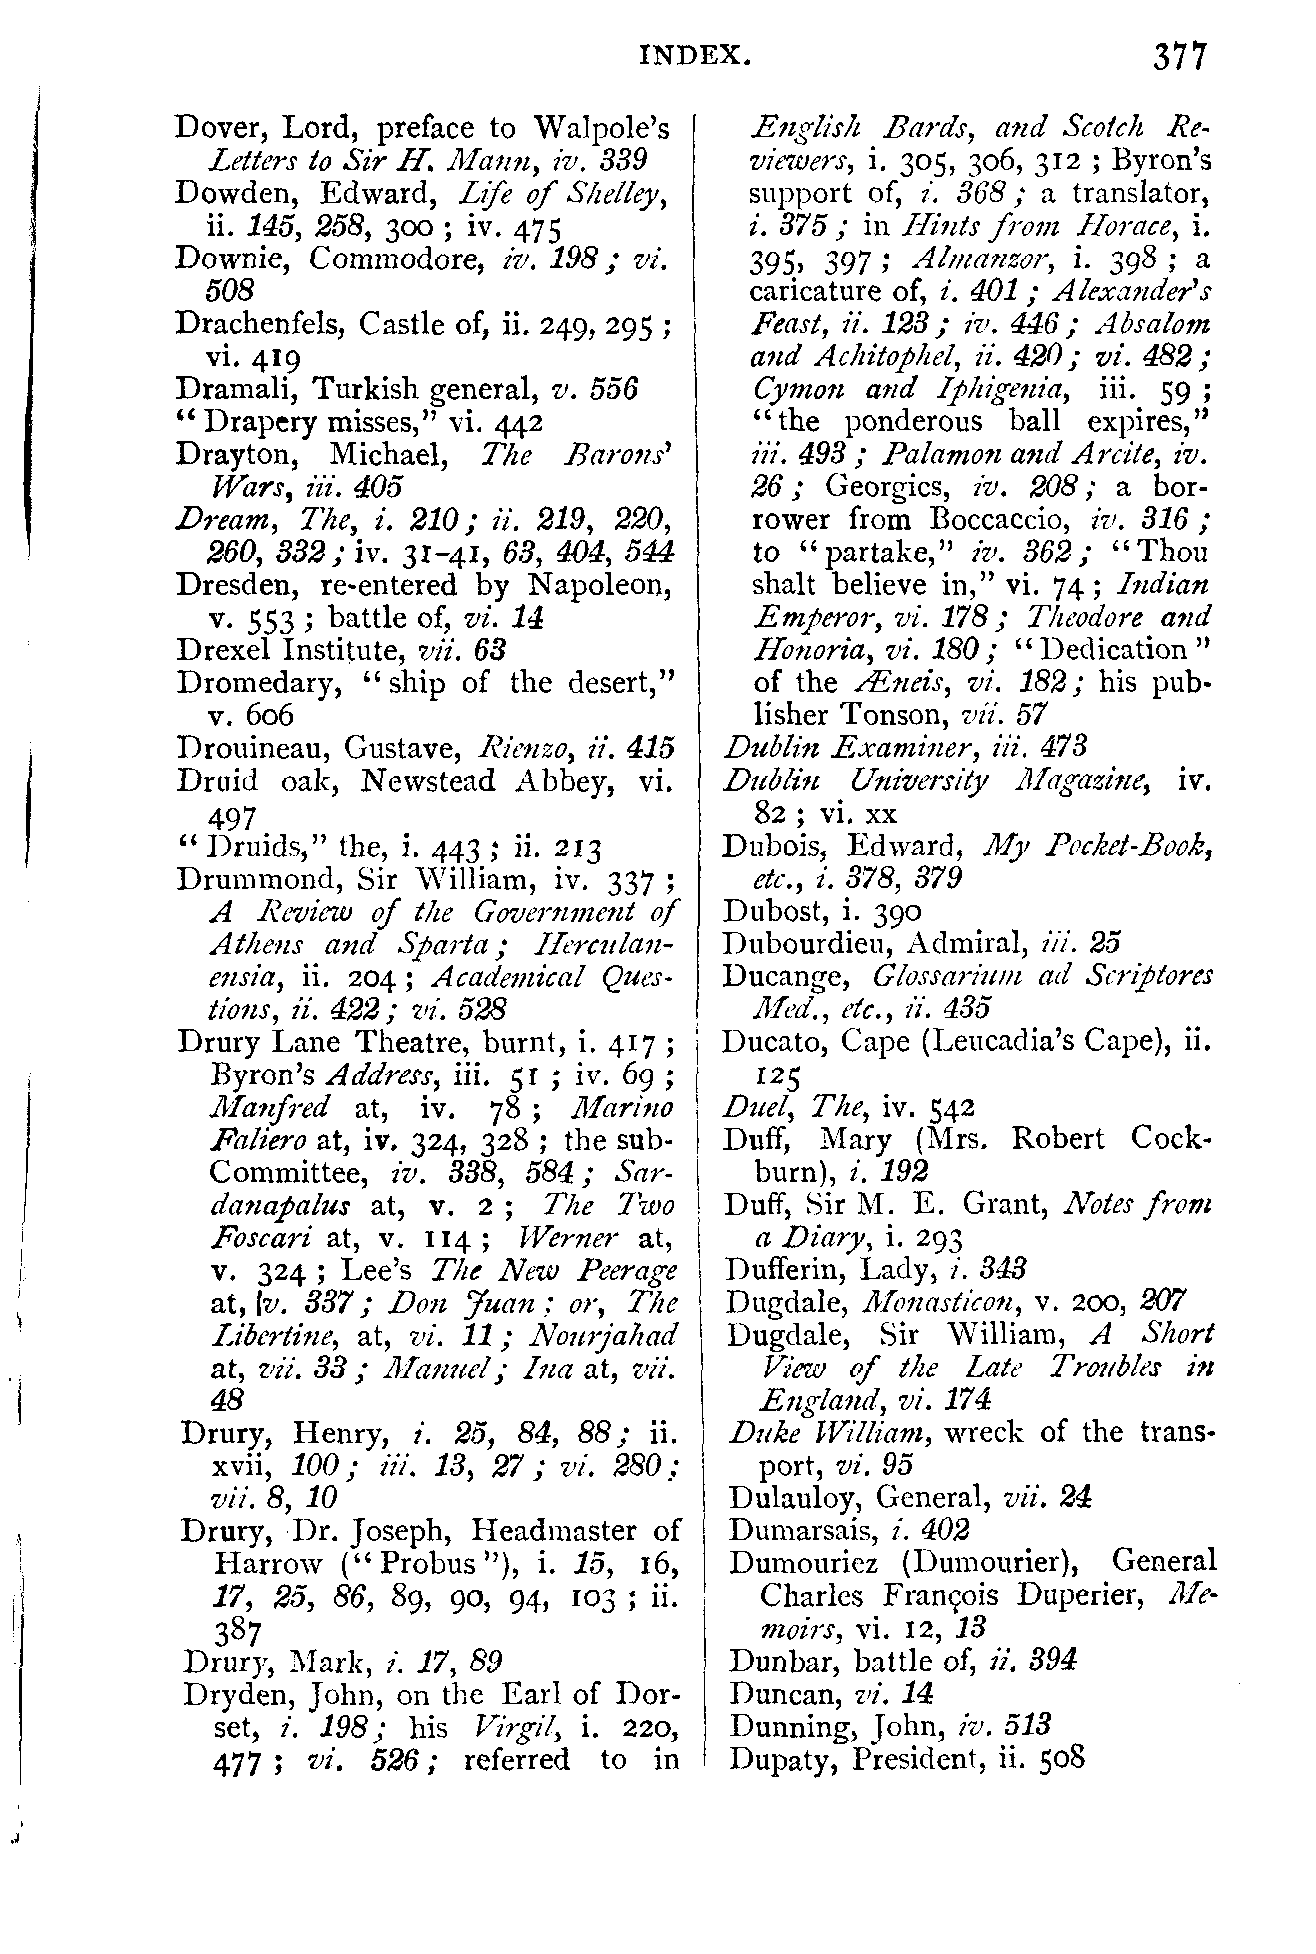 INDEX. 377
Dover, Lord, preface to Walpole's
Letters to Sir H. Mann, iv. 339
Dowden, Edward, Life of Shelley,
ii. 145, 258, 300 ; iv. 475
Downie, Commodore, iv. 198 ; vi.
508
Drachenfels, Castle of, ii. 249, 295 ;
vi. 419
Dramali, Turkish general, v. 556
“ Drapery misses,” vi. 442
Drayton, Michael, The Barons'
Wars, iii. 405
Dream, The, i. 210 ; ii. 219, 220,
260, 332 ; iv. 31-41, 63, 404, 544
Dresden, re-entered by Napoleon,
v. 553 ; battle of, vi. 14
Drexel Institute, vii. 63
Dromedary, “ ship of the desert,”
v. 606
Drouineau, Gustave, Rienzo, ii. 415
Druid oak, Newstead Abbey, vi.
497
“ Druids,” the, i. 443 ; ii. 213
Drummond, Sir William, iv. 337 ;
A Review of the Government of
Athens and Sparta ; Herculan-
ensia, ii. 204 ; Academical Ques-
tions, ii. 422 ; vi. 528
Drury Lane Theatre, burnt, i. 417 ;
Byron's Address, iii. 51 ; iv. 69 ;
Manfred at, iv. 78 ; Marino
Faliero at, iv. 324, 328 ; the sub-
Committee, iv. 338, 584 ; Sar-
danapalus at, v. 2 ; The Two
Foscari at, v. 114 ; Werner at,
v. 324 ; Lee's The New Peerage
at, iv. 337 ; Don Juan : or, The
Libertine, at, vi. 11 ; Nourjahad
at, vii. 33 ; Manuel ; Ina at, vii.
48
Drury, Henry, i. 25, 84, 88 ; ii.
xvii, 100 ; iii. 13, 27 ; vi. 280 ;
vii. 8, 10
Drury, Dr. Joseph, Headmaster of
Harrow (“ Probus ”), i. 15, 16,
17, 25, 86, 89, 90, 94, 103 ; ii.
387
Drury, Mark, i. 17, 89
Dryden, John, on the Earl of Dor-
set, i. 198 ; his Virgil, i. 220,
477 ; vi. 526 ; referred to in
English Bards, and Scotch Re-
viewers, i. 305, 306, 312 ; Byron's
support of, i. 368 ; a translator,
i. 375 ; in Hints from Horace, i.
395, 397 ; Almanzor, i. 398 ; a
caricature of, i. 401 ; Alexander's
Feast, ii. 123 ; iv. 446 ; Absalom
and Achitophel, ii. 420 ; vi. 482 ;
Cymon and Iphigenia, iii. 59 ;
“the ponderous ball expires,”
iii. 493 ; Palamon and Arcite, iv.
26 ; Georgics, iv. 208 ; a bor-
rower from Boccaccio, iv. 316 ;
to “partake,” iv. 362 ; “Thou
shalt believe in,” vi. 74 ; Indian
Emperor, vi. 178 ; Theodore and
Honoria, vi. 180 ; “ Dedication ”
of the Æneis, vi. 182 ; his pub-
lisher Tonson, vii. 57
Dublin Examiner, iii. 473
Dublin University Magazine, iv.
82 ; vi. xx
Dubois, Edward, My Pocket-Book,
etc., i. 378, 379
Dubost, i. 390
Dubourdieu, Admiral, iii. 25
Ducange, Glossarium ad Scriptores
Med., etc., ii. 435
Ducato, Cape (Leucadia's Cape), ii.
125
Duel, The, iv. 542
Duff, Mary (Mrs. Robert Cock-
burn), i. 192
Duff, Sir M. E. Grant, Notes from
a Diary, i. 293
Dufferin, Lady, i. 343
Dugdale, Monasticon, v. 200, 207
Dugdale, Sir William, A Short
View of the Late Troubles in
England, vi. 174
Duke William, wreck of the trans-
port, vi. 95
Dulauloy, General, vii. 24
Dumarsais, i. 402
Dumouriez (Dumourier), General
Charles François Duperier, Me-
moirs, vi. 12, 13
Dunbar, battle of, ii. 394
Duncan, vi. 14
Dunning, John, iv. 513
Dupaty, President, ii. 508